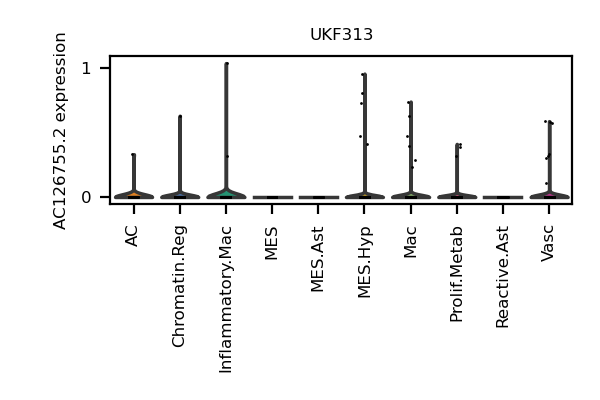 UKF313
AC126755.2 expression
1
0
AC
Chromatin.Reg
Inflammatory.Mac
MES
MES.Ast
MES.Hyp
Mac
Prolif.Metab
Reactive.Ast
Vasc